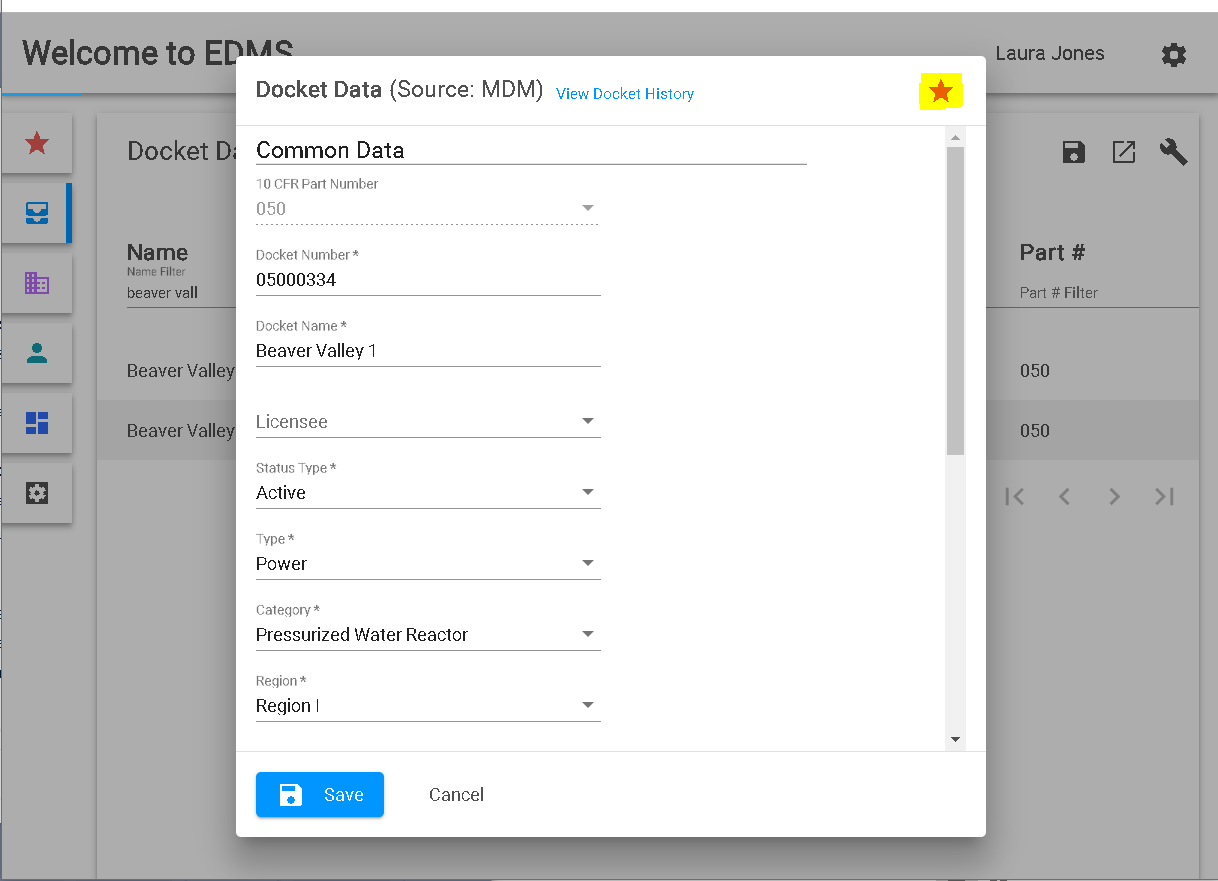 Welcome to EDMS
Laura Jones
Docket Data (Source: MDM) View Docket History
Docket Da
Common Data
10 CFR Part Number
050
Docket Number *
05000334
Docket Name *
Beaver Valley 1
Licensee
Status Type *
Active
Type *
Power
Category *
Pressurized Water Reactor
Region *
Region I
Save
Cancel
Name
Name Filter
beaver vall
Beaver Valley
Beaver Valley
Part #
Part # Filter
050
050